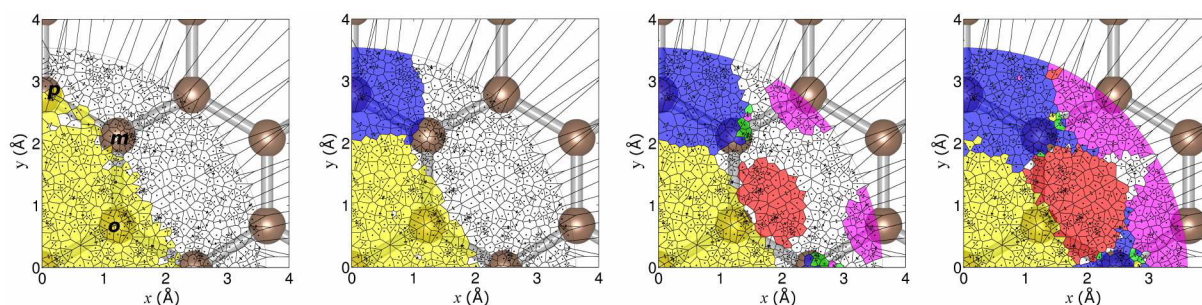 4 4 4 4
3 3 3 3
2 2 2 2
1 1 1 1
0 0 0 0
y (Å) y (Å) y (Å) y (Å)
p
m
o
0 1 2 3 4 0 1 2 3 4 0 1 2 3 4 0 1 2 3 4
x (Å) x (Å) x (Å) x (Å)